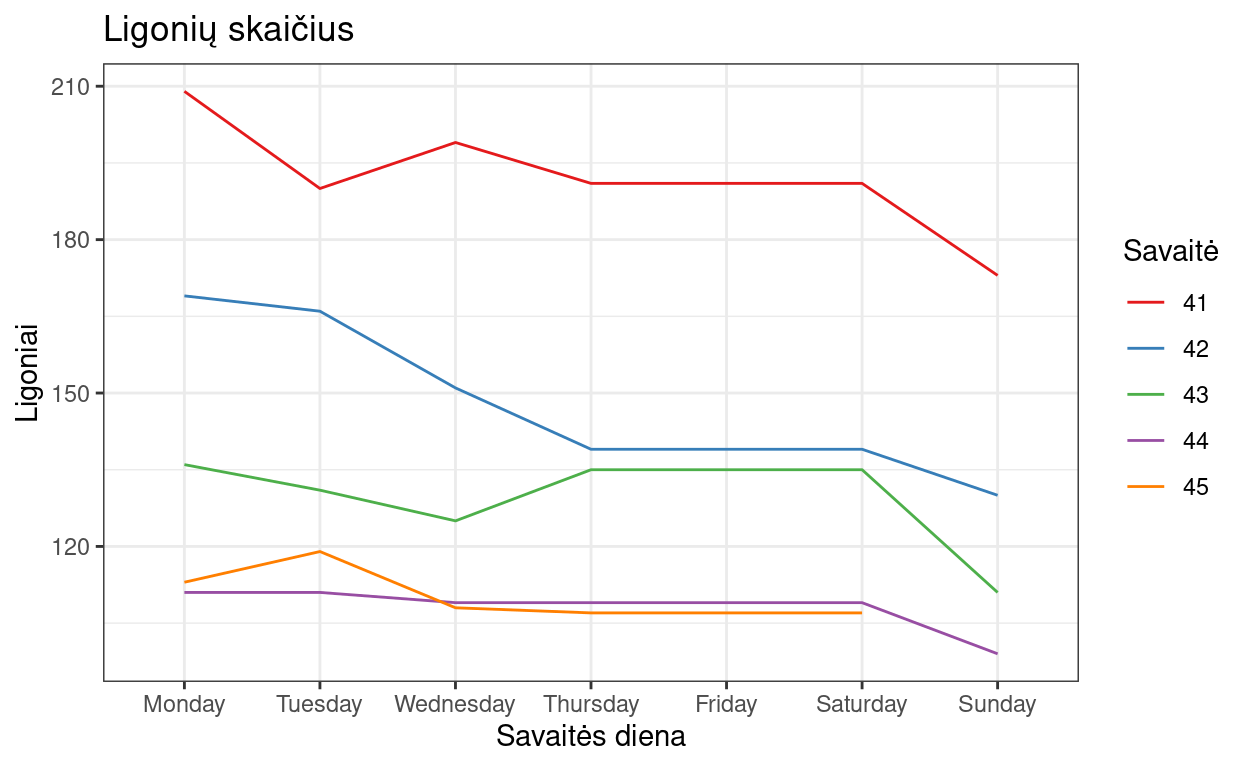 Ligonių skaičius
210
180
150
120
Ligoniai
Monday Tuesday Wednesday Thursday Friday Saturday Sunday
Savaitės diena
Savaitė
41
42
43
44
45